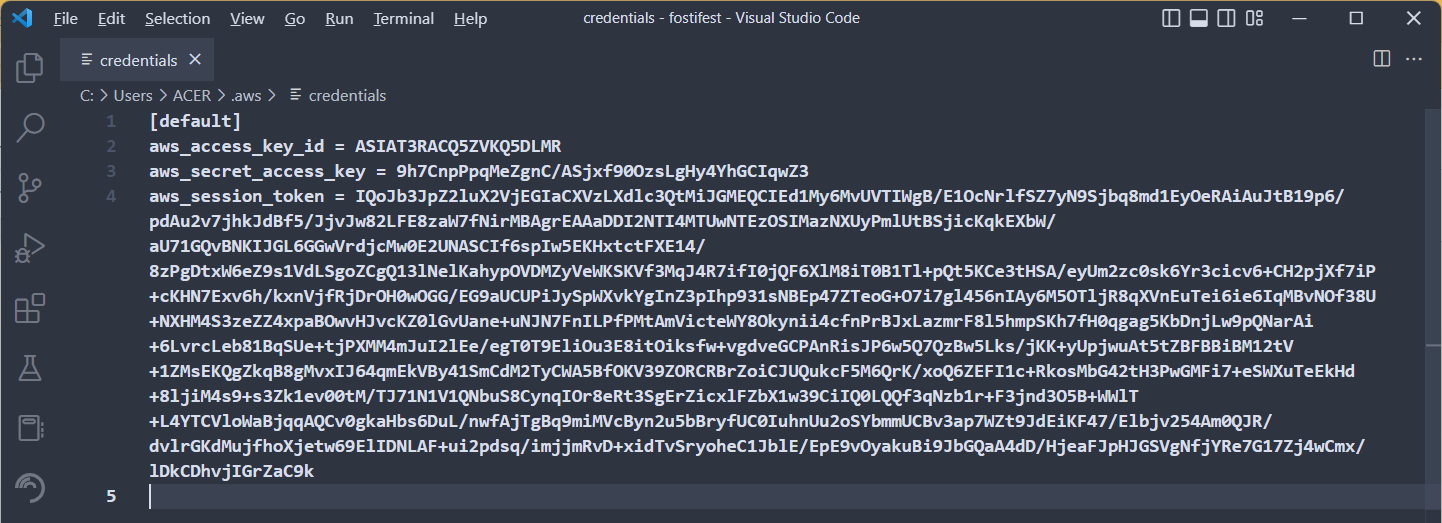 File Edit Selection View Go Run Terminal Help
credentials - fostifest - Visual Studio Code
credentials
C: > Users > ACER > .aws > credentials
1 [default]
2 aws_access_key_id = ASIAT3RACQ5ZVKQ5DLMR
3 aws_secret_access_key = 9h7CnpPpqMeZgnC/ASjxf90OzsLgHy4YhGCIqwZ3
4 aws_session_token = IQoJb3JpZ2luX2VjEGIaCXVzLXdlc3QtMiJGMEQCIEd1My6MvUVTIWgB/E1OcNrlfSZ7yN9Sjbq8md1EyOeRAiAuJtB19p6/
pdAu2v7jhkJdBf5/JjvJw82LFE8zaW7fNirMBAgrEAAaDDI2NTI4MTUwNTEzOSIMazNXUyPmlUtBSjicKqkEXbW/
aU71GQvBNKIJGL6GGwVrdjcMw0E2UNASCIf6spIw5EKHxtctFXE14/
8zPgDtxW6eZ9s1VdLSgoZCgQ13lNelKahypOVDMZyVeWKSKVf3MqJ4R7ifI0jQF6XlM8iT0B1Tl+pQt5KCe3tHSA/eyUm2zc0sk6Yr3cicv6+CH2pjXf7iP
+cKHN7Exv6h/kxnVjfRjDrOH0wOGG/EG9aUCUPiJySpWXvkYgInZ3pIhp931sNBEp47ZTeoG+O7i7gl456nIAy6M5OTljR8qXVnEuTei6ie6IqMBvNOf38U
+NXHM4S3zeZZ4xpaBOwvHJvcKZ0lGvUane+uNJN7FnILPfPMtAmVicteWY8Okynii4cfnPrBJxLazmrF8l5hmpSKh7fH0qgag5KbDnjLw9pQNarAi
+6LvrcLeb81BqSUe+tjPXMM4mJuI2lEe/egT0T9EliOu3E8itOiksfw+vgdveGCPAnRisJP6w5Q7QzBw5Lks/jKK+yUpjwuAt5tZBFBBiBM12tV
+1ZMsEKQgZkqB8gMvxIJ64qmEkVBy41SmCdM2TyCWA5BfOKV39ZORCRBrZoiCJUQukcF5M6QrK/xoQ6ZEFI1c+RkosMbG42tH3PwGMFi7+eSWXuTeEkHd
+8ljiM4s9+s3Zk1ev00tM/TJ71N1V1QNbuS8CynqIOr8eRt3SgErZicxlFZbX1w39CiIQ0LQQf3qNzb1r+F3jnd3O5B+WWlT
+L4YTCVloWaBjqqAQCv0gkaHbs6DuL/nwfAjTgBq9miMVcByn2u5bBryfUC0IuhnUu2oSYbmmUCBv3ap7WZt9JdEiKF47/Elbjv254Am0QJR/
dvlrGKdMujfhoXjetw69ElIDNLAF+ui2pdsq/imjjmRvD+xidTvSryoheC1JblE/EpE9vOyakuBi9JbGQaA4dD/HjeaFJpHJGSVgNfjYRe7G17Zj4wCmx/
lDkCDhvjIGrZaC9k
5